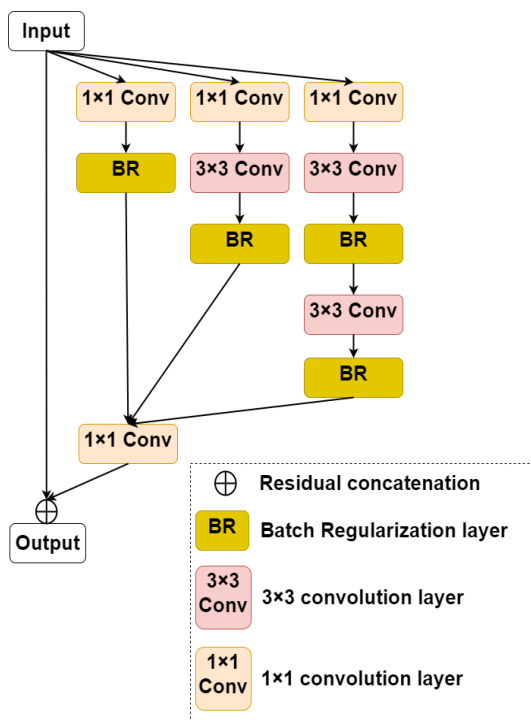 Input
1×1 Conv
1×1 Conv
1×1 Conv
BR
3×3 Conv
3×3 Conv
BR
BR
3×3 Conv
BR
1×1 Conv
Output
Residual concatenation
BR
Batch Regularization layer
3×3
Conv
3×3 convolution layer
1×1
Conv
1×1 convolution layer